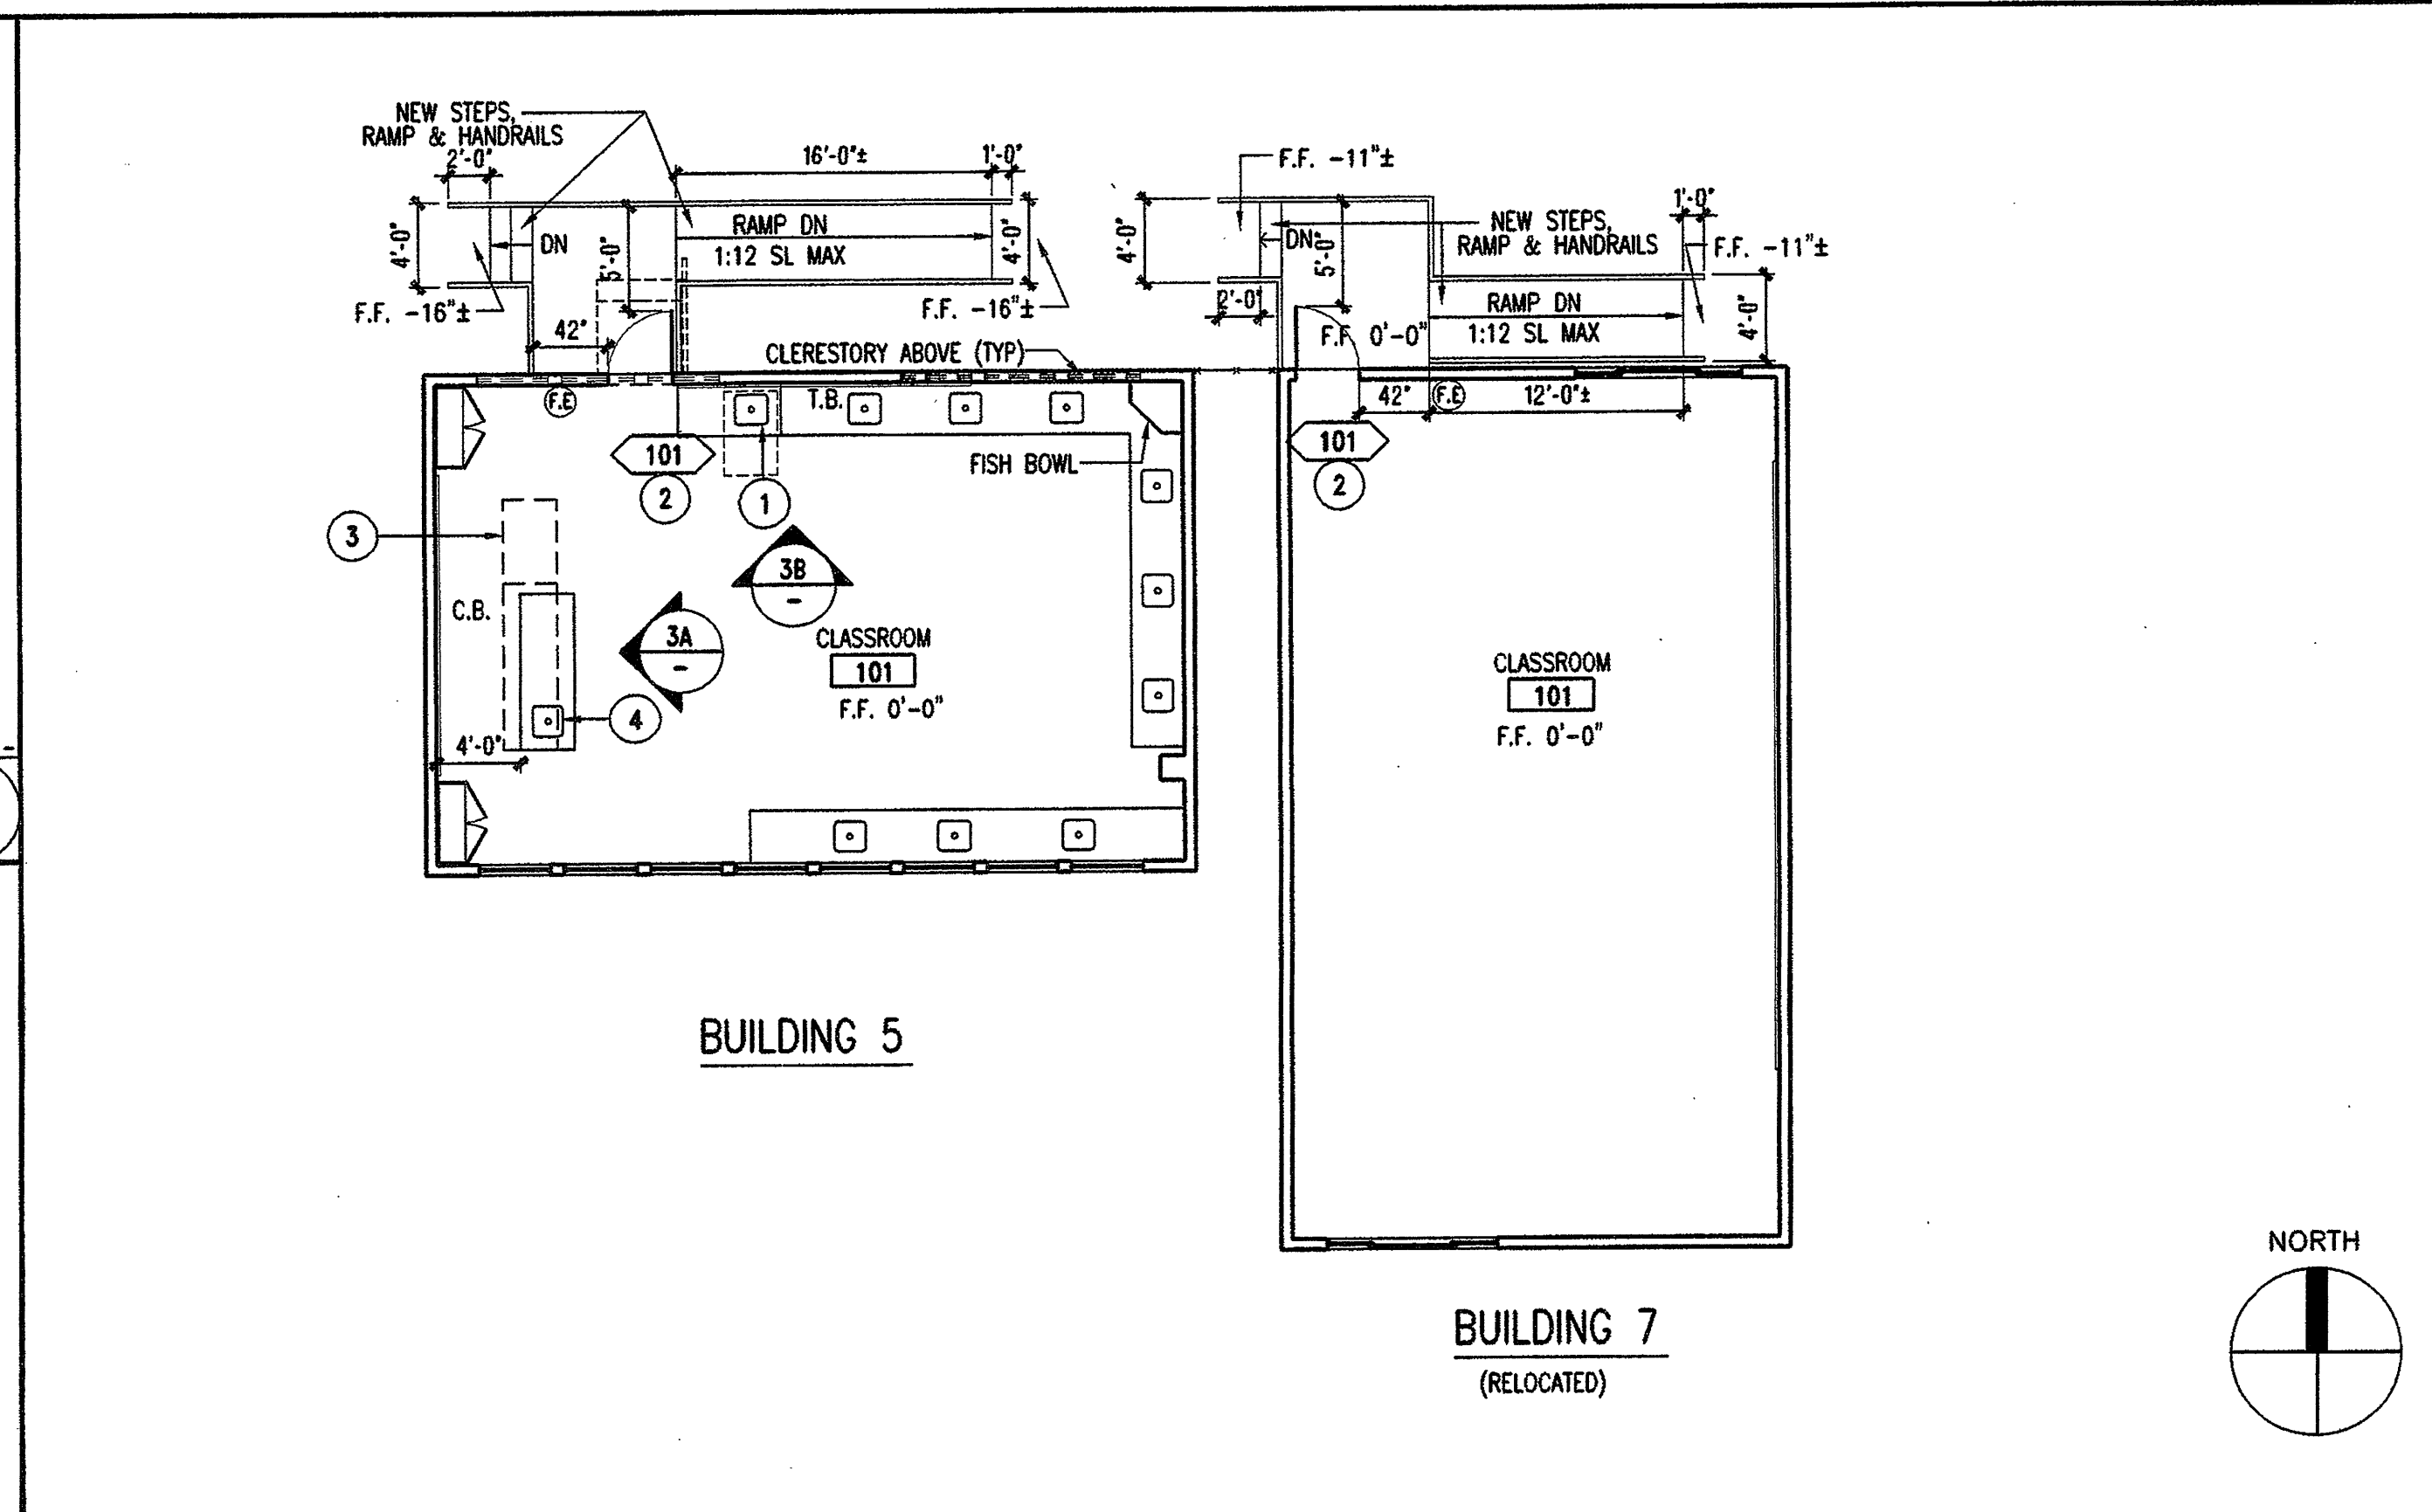 NEW STEPS,
RAMP & HANDRAILS
2'-0"
16'-0"±
1'-0"
4'-0"
DN
5'-0"
RAMP DN
1:12 SL MAX
4'-0"
F.F. -16"±
F.F. -16"±
42"
CLERESTORY ABOVE (TYP)
F.E
T.B.
101
2
1
FISH BOWL
3
3B
-
C.B.
3A
-
CLASSROOM
101
F.F. 0'-0"
4
4'-0"
BUILDING 5
F.F. -11"±
4'-0"
DN
5'-0"
NEW STEPS,
RAMP & HANDRAILS
1'-0"
F.F. -11"±
2'-0"
RAMP DN
1:12 SL MAX
4'-0"
F.F. 0'-0"
42"
F.E
12'-0"±
101
2
CLASSROOM
101
F.F. 0'-0"
BUILDING 7
(RELOCATED)
NORTH